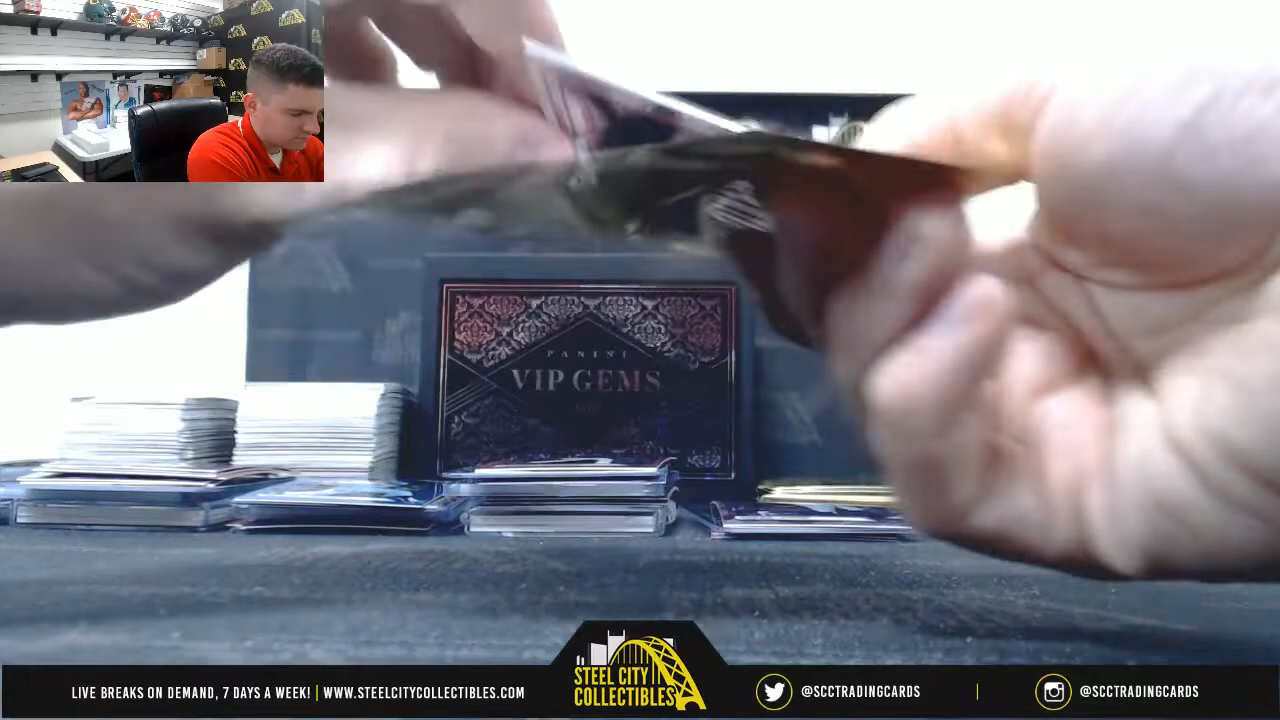 PANINI
VIP GEMS
LIVE BREAKS ON DEMAND, 7 DAYS A WEEK! | WWW.STEELCITYCOLLECTIBLES.COM
STEEL CITY
COLLECTIBLES
@SCCTRADINGCARDS
@SCCTRADINGCARDS